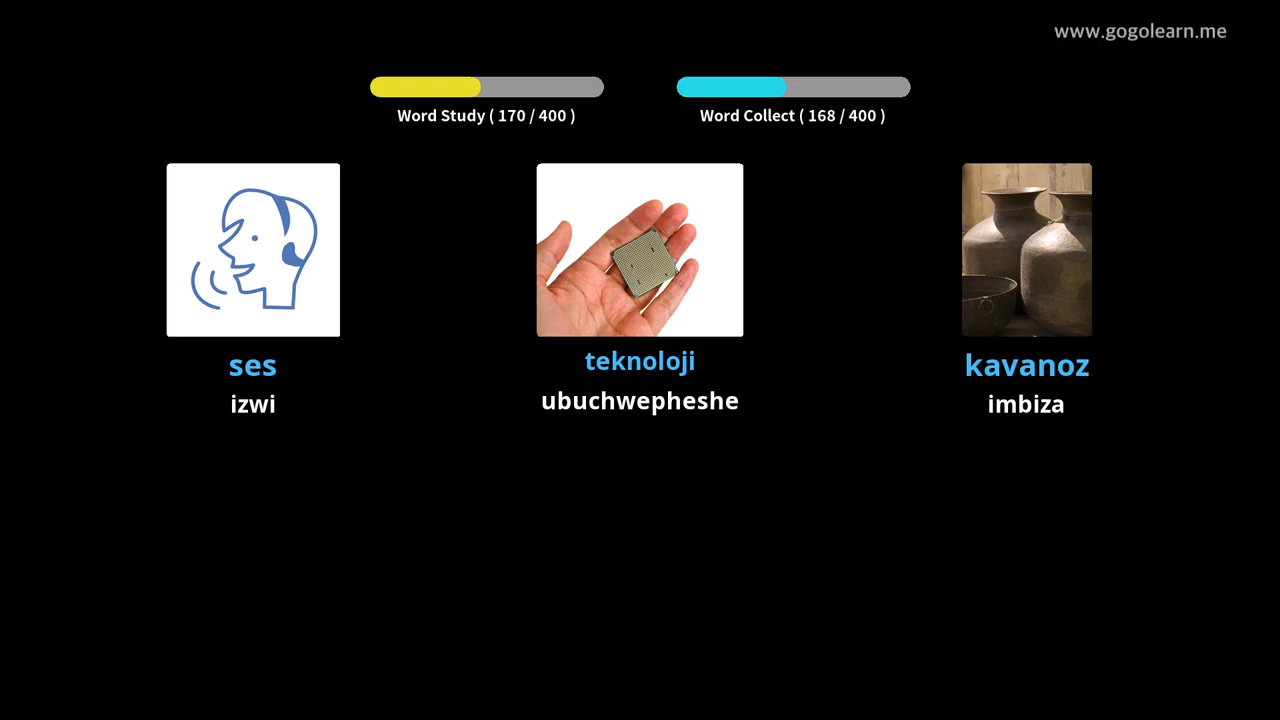 www.gogolearn.me
Word Study ( 170 / 400 )
Word Collect ( 168 / 400 )
ses
izwi
teknoloji
ubuchwepheshe
kavanoz
imbiza